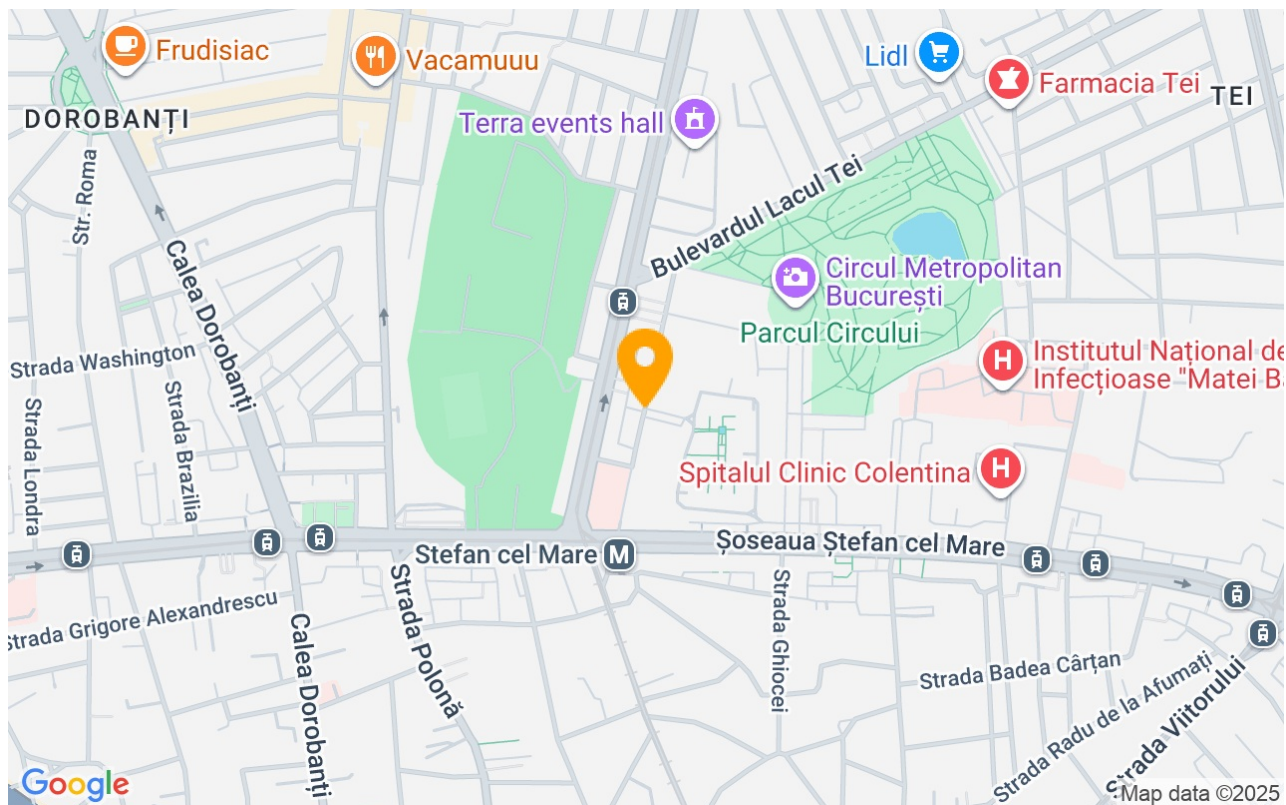 Frudisiac
Vacamuuu
Lidl
Farmacia Tei
TEI
DOROBANȚI
Terra events hall
Str. Roma
Bulevardul Lacul Tei
Calea Dorobanți
Circul Metropolitan
București
Parcul Circului
Strada Washington
Institutul Național de
Infecțioase "Matei B
H
Strada Londra
Strada Brazilia
Spitalul Clinic Colentina
H
Ștefan cel Mare
M
Șoseaua Ștefan cel Mare
Strada Grigore Alexandrescu
Calea Dorobanți
Strada Polonă
Strada Ghiocei
Strada Badea Cârțan
Strada Radu de la Afumați
Strada Viitorului
Google
Map data ©2025